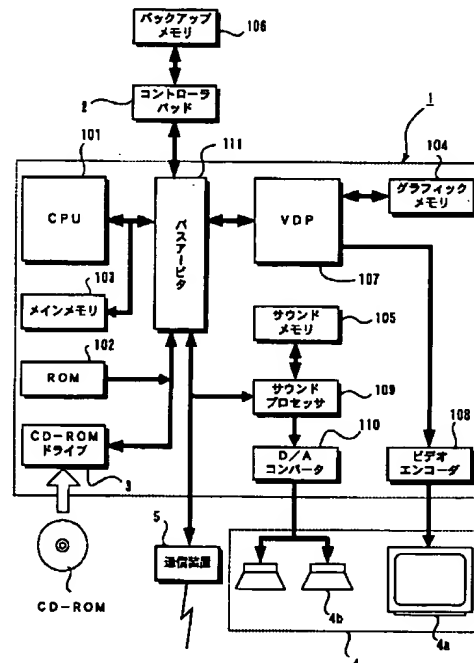 バックアップ
メモリ
106
コントローラ
パッド
2
1
101
111
104
CPU
バスアービタ
VDP
グラフィック
メモリ
107
103
メインメモリ
サウンド
メモリ
105
102
ROM
サウンド
プロセッサ
109
108
110
CD-ROM
ドライブ
D/A
コンバータ
ビデオ
エンコーダ
3
5
通信装置
CD-ROM
4b
4a
4